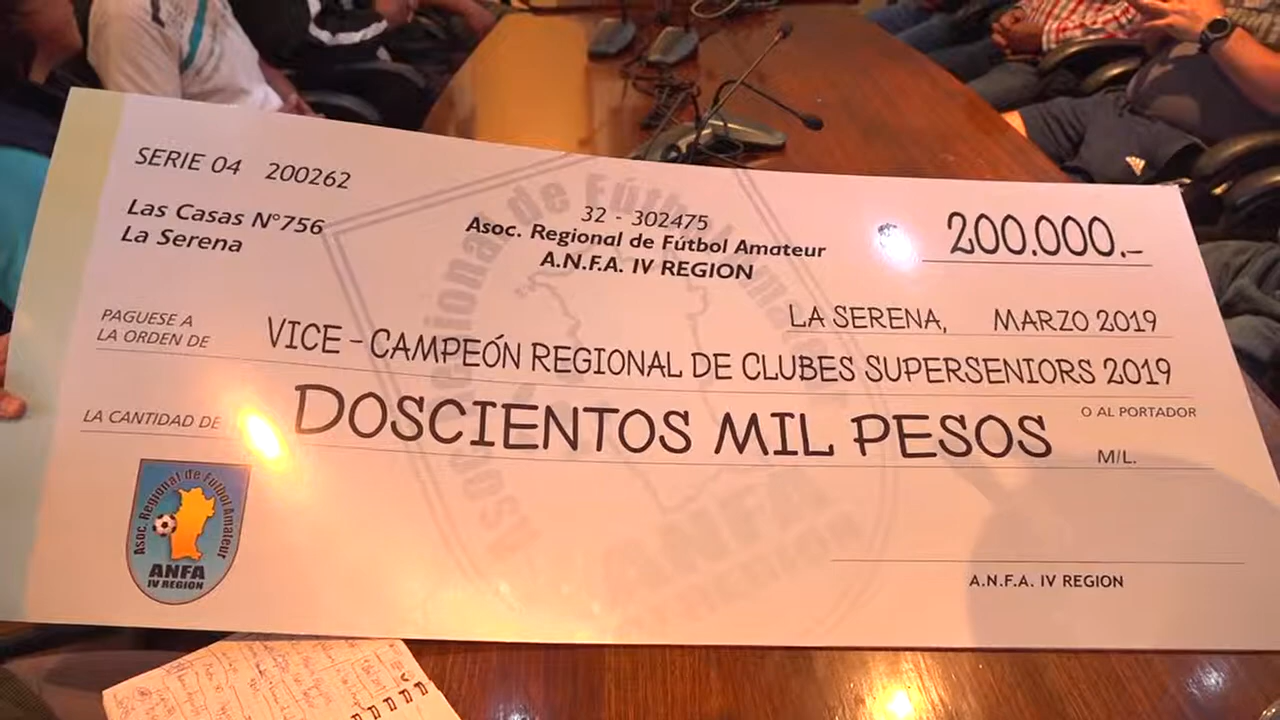 SERIE 04 200262
Las Casas N°756
La Serena
32 - 302475
Asoc. Regional de Fútbol Amateur
A.N.F.A. IV REGION
200.000.-
LA SERENA, MARZO 2019
PAGUESE A
LA ORDEN DE
VICE - CAMPEÓN REGIONAL DE CLUBES SUPERSENIORS 2019
LA CANTIDAD DE
DOSCIENTOS MIL PESOS
O AL PORTADOR
M/L.
Asoc. Regional de Fútbol Amateur
ANFA
IV REGION
A.N.F.A. IV REGION